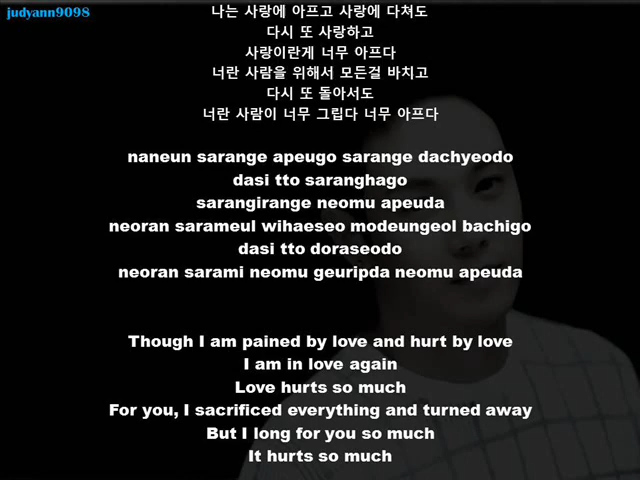 judyann9098
나는 사랑에 아프고 사랑에 다쳐도
다시 또 사랑하고
사랑이란게 너무 아프다
너란 사람을 위해서 모든걸 바치고
다시 또 돌아서도
너란 사람이 너무 그립다 너무 아프다
naneun sarange apeugo sarange dachyeodo
dasi tto saranghago
sarangirange neomu apeuda
neoran sarameul wihaeseo modeungeol bachigo
dasi tto doraseodo
neoran sarami neomu geuripda neomu apeuda
Though I am pained by love and hurt by love
I am in love again
Love hurts so much
For you, I sacrificed everything and turned away
But I long for you so much
It hurts so much